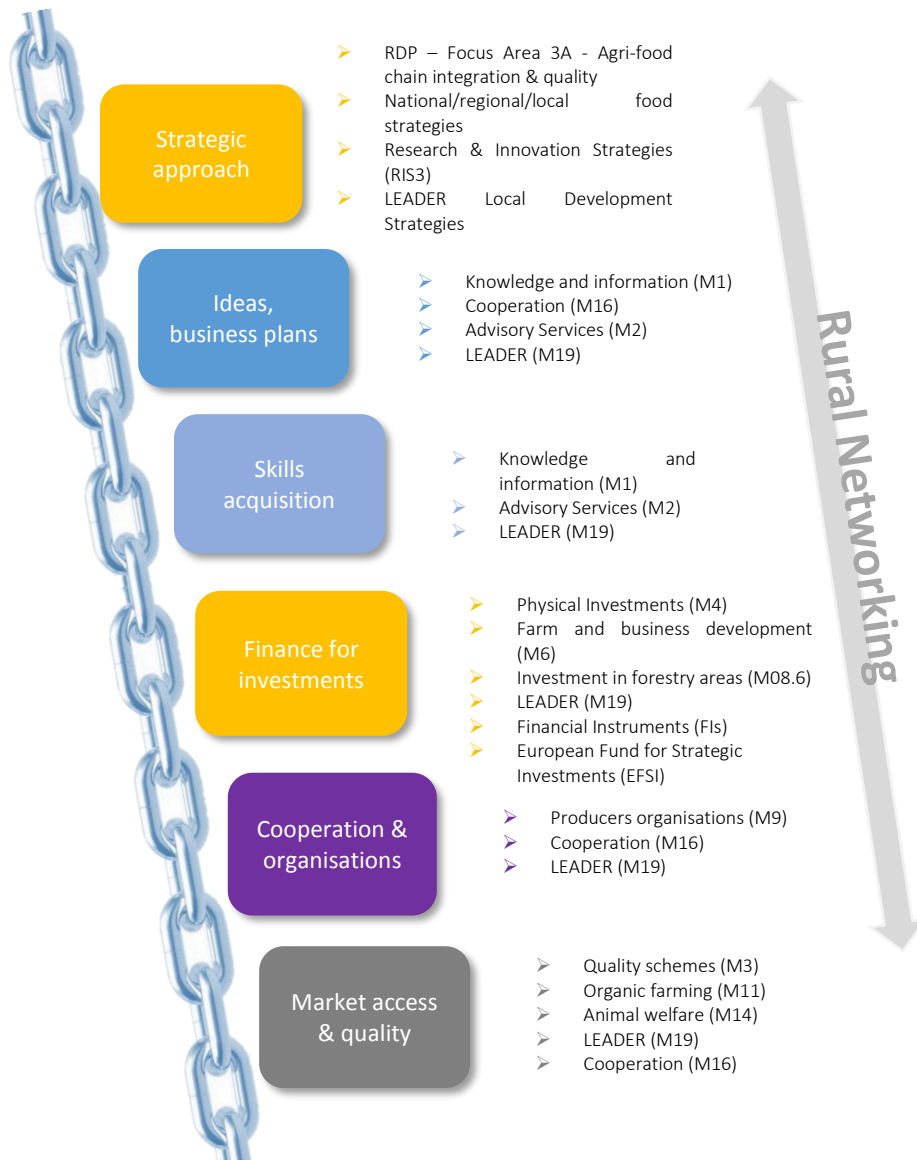 RDP – Focus Area 3A - Agri-food
chain integration & quality
National/regional/local food
strategies
Research & Innovation Strategies
(RIS3)
LEADER Local Development
Strategies
Strategic
approach
Ideas,
business plans
Knowledge and information (M1)
Cooperation (M16)
Advisory Services (M2)
LEADER (M19)
Skills
acquisition
Knowledge and
information (M1)
Advisory Services (M2)
LEADER (M19)
Finance for
investments
Physical Investments (M4)
Farm and business development
(M6)
Investment in forestry areas (M08.6)
LEADER (M19)
Financial Instruments (FIs)
European Fund for Strategic
Investments (EFSI)
Cooperation &
organisations
Producers organisations (M9)
Cooperation (M16)
LEADER (M19)
Market access
& quality
Quality schemes (M3)
Organic farming (M11)
Animal welfare (M14)
LEADER (M19)
Cooperation (M16)
Rural Networking